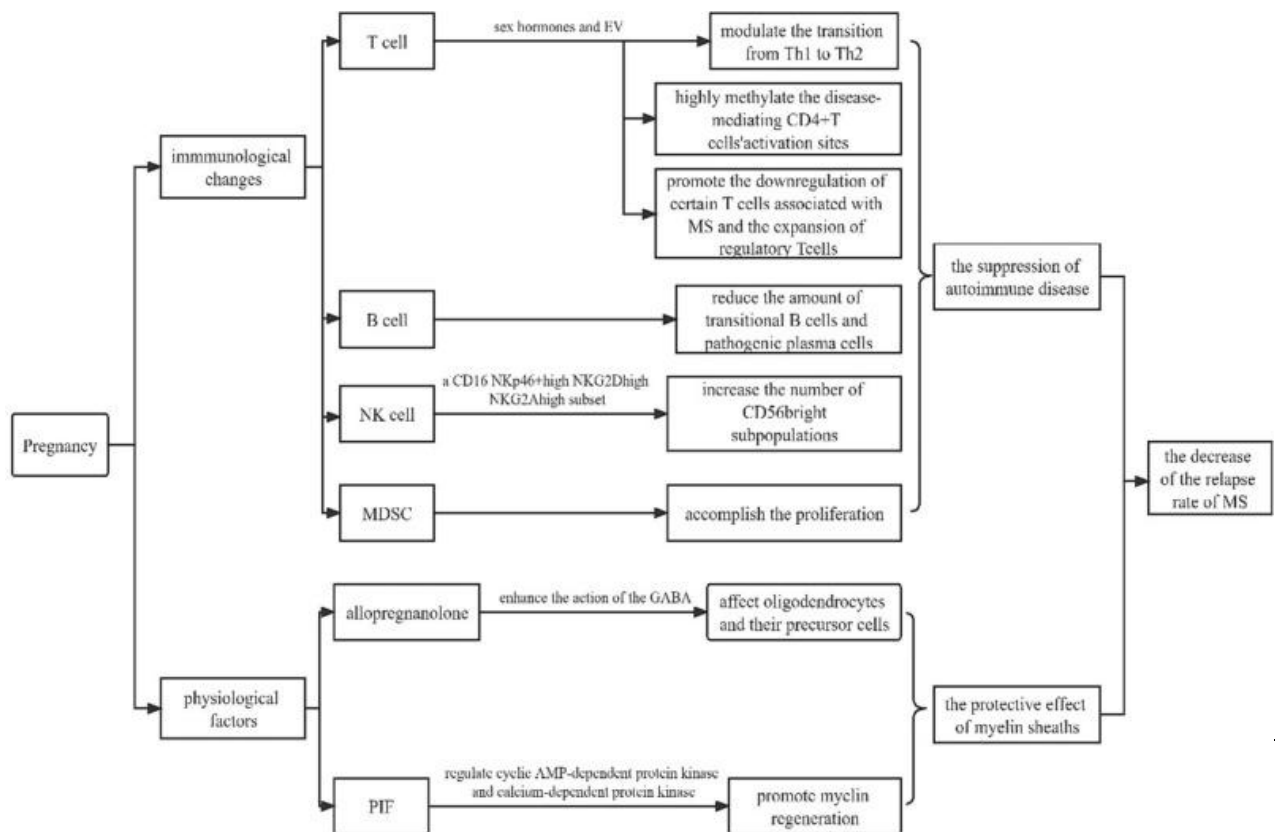 sex hormones and EV
T cell
modulate the transition
from Th1 to Th2
highly methylate the disease-
mediating CD4+T
cells'activation sites
immmunological
changes
promote the downregulation of
certain T cells associated with
MS and the expansion of
regulatory Tcells
the suppression of
autoimmune disease
B cell
reduce the amount of
transitional B cells and
pathogenic plasma cells
a CD16 NKp46+high NKG2Dhigh
NKG2Ahigh subset
NK cell
increase the number of
CD56bright
subpopulations
Pregnancy
the decrease
of the relapse
rate of MS
MDSC
accomplish the proliferation
allopregnanolone
enhance the action of the GABA
affect oligodendrocytes
and their precursor cells
physiological
factors
the protective effect
of myelin sheaths
PIF
regulate cyclic AMP-dependent protein kinase
and calcium-dependent protein kinase
promote myelin
regeneration